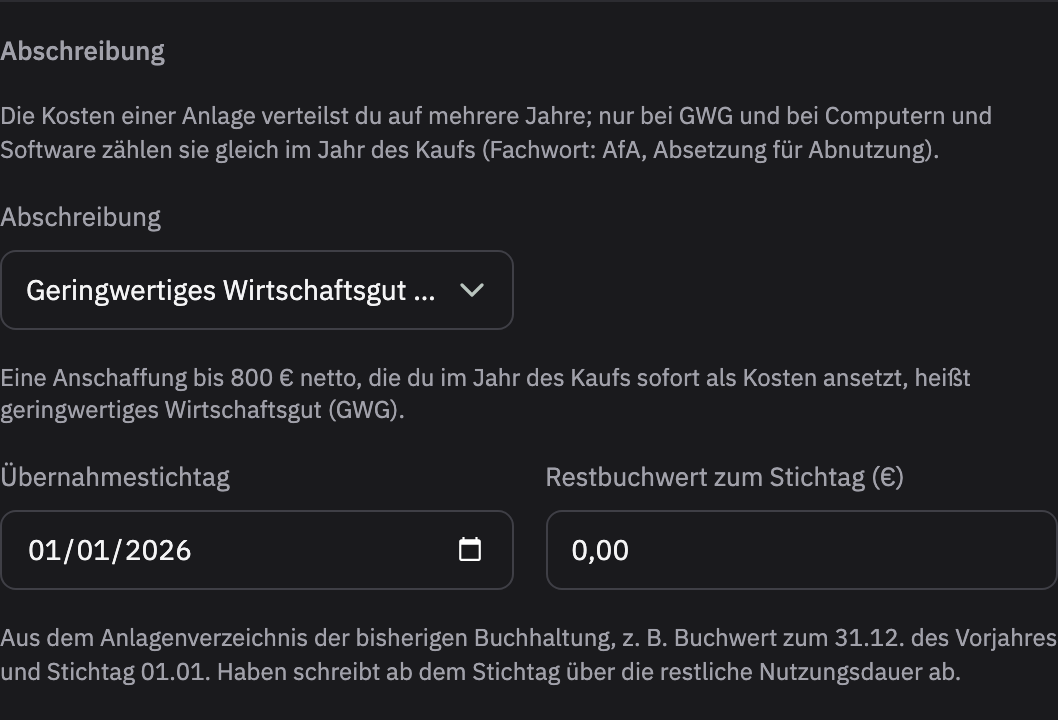 Abschreibung
Die Kosten einer Anlage verteilst du auf mehrere Jahre; nur bei GWG und bei Computern und
Software zählen sie gleich im Jahr des Kaufs (Fachwort: AfA, Absetzung für Abnutzung).
Abschreibung
Geringwertiges Wirtschaftsgut ...
Eine Anschaffung bis 800 € netto, die du im Jahr des Kaufs sofort als Kosten ansetzt, heißt
geringwertiges Wirtschaftsgut (GWG).
Übernahmestichtag
Restbuchwert zum Stichtag (€)
01/01/2026
0,00
Aus dem Anlagenverzeichnis der bisherigen Buchhaltung, z. B. Buchwert zum 31.12. des Vorjahres
und Stichtag 01.01. Haben schreibt ab dem Stichtag über die restliche Nutzungsdauer ab.